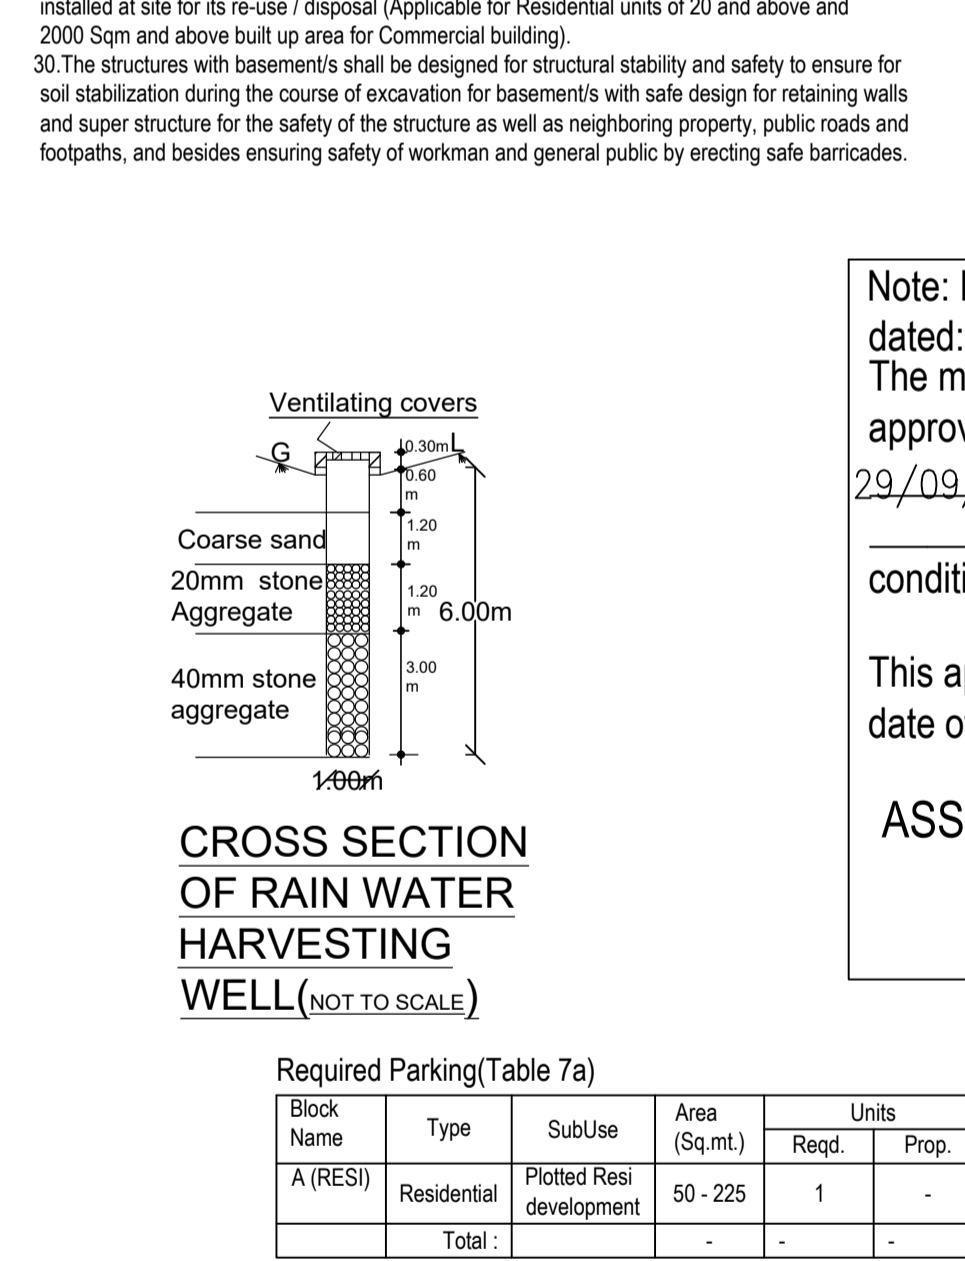 installed at site for its re-use / disposal (Applicable for Residential units of 20 and above and
2000 Sqm and above built up area for Commercial building).
30.The structures with basement/s shall be designed for structural stability and safety to ensure for
soil stabilization during the course of excavation for basement/s with safe design for retaining walls
and super structure for the safety of the structure as well as neighboring property, public roads and
footpaths, and besides ensuring safety of workman and general public by erecting safe barricades.
Note:
dated:
The
29/09
This
date
Ventilating covers
G
0.30m
L
0.60
m
Coarse sand
1.20
m
20mm stone
Aggregate
1.20
m
6.00m
40mm stone
aggregate
3.00
m
1.00m
CROSS SECTION
OF RAIN WATER
HARVESTING
WELL(NOT TO SCALE)
Required Parking(Table 7a)
Block
Name
Type
SubUse
Area
(Sq.mt.)
Units
Reqd.
Prop.
A (RESI)
Residential
Plotted Resi
development
50 - 225
1
-
Total :
-
-
-